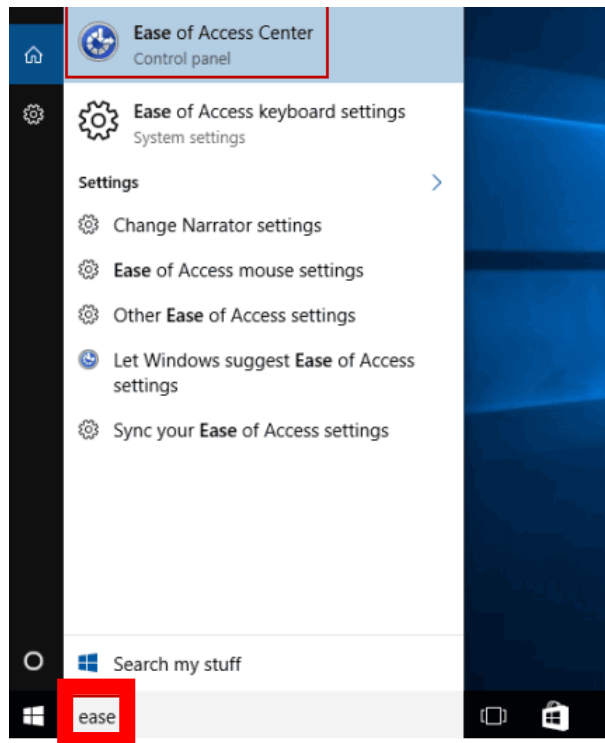 Ease of Access Center
Control panel
Ease of Access keyboard settings
System settings
Settings
Change Narrator settings
Ease of Access mouse settings
Other Ease of Access settings
Let Windows suggest Ease of Access
settings
Sync your Ease of Access settings
Search my stuff
ease